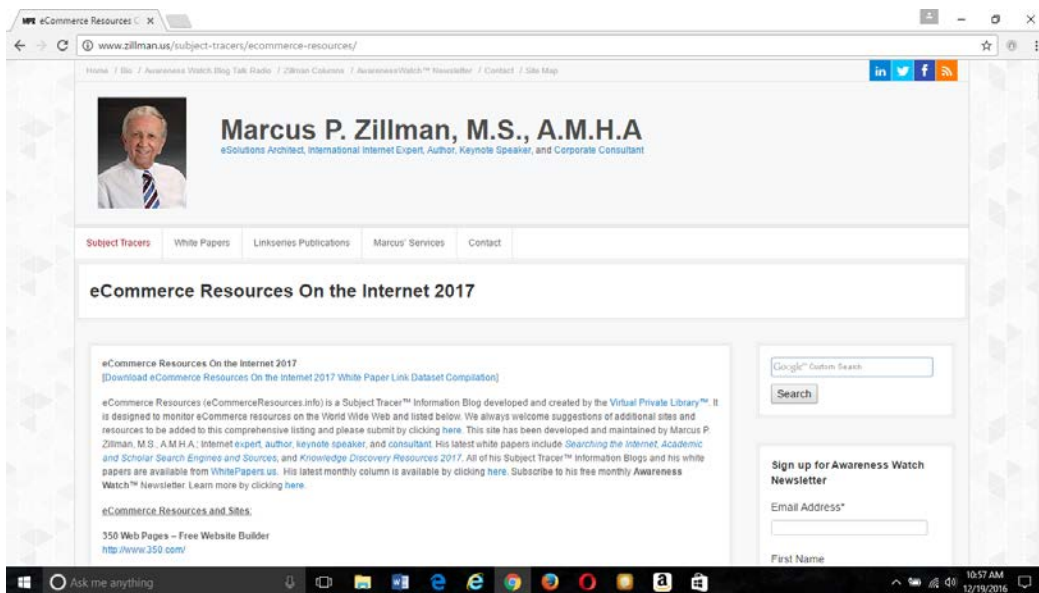 MPZ eCommerce Resources O
www.zillman.us/subject-tracers/ecommerce-resources/
Home / Bio / Awareness Watch Blog Talk Radio / Zillman Columns / AwarenessWatch™ Newsletter / Contact / Site Map
in f
Marcus P. Zillman, M.S., A.M.H.A
eSolutions Architect, International Internet Expert, Author, Keynote Speaker, and Corporate Consultant
Subject Tracers White Papers Linkseries Publications Marcus' Services Contact
eCommerce Resources On the Internet 2017
eCommerce Resources On the Internet 2017
[Download eCommerce Resources On the Internet 2017 White Paper Link Dataset Compilation]
eCommerce Resources (eCommerceResources.info) is a Subject Tracer™ Information Blog developed and created by the Virtual Private Library™. It
is designed to monitor eCommerce resources on the World Wide Web and listed below. We always welcome suggestions of additional sites and
resources to be added to this comprehensive listing and please submit by clicking here. This site has been developed and maintained by Marcus P.
Zillman, M.S., A.M.H.A.; Internet expert, author, keynote speaker, and consultant. His latest white papers include Searching the Internet, Academic
and Scholar Search Engines and Sources, and Knowledge Discovery Resources 2017. All of his Subject Tracer™ Information Blogs and his white
papers are available from WhitePapers.us. His latest monthly column is available by clicking here. Subscribe to his free monthly Awareness
Watch™ Newsletter. Learn more by clicking here.
eCommerce Resources and Sites:
350 Web Pages – Free Website Builder
http://www.350.com/
Google™ Custom Search
Search
Sign up for Awareness Watch
Newsletter
Email Address*
First Name
Ask me anything
10:57 AM
12/19/2016